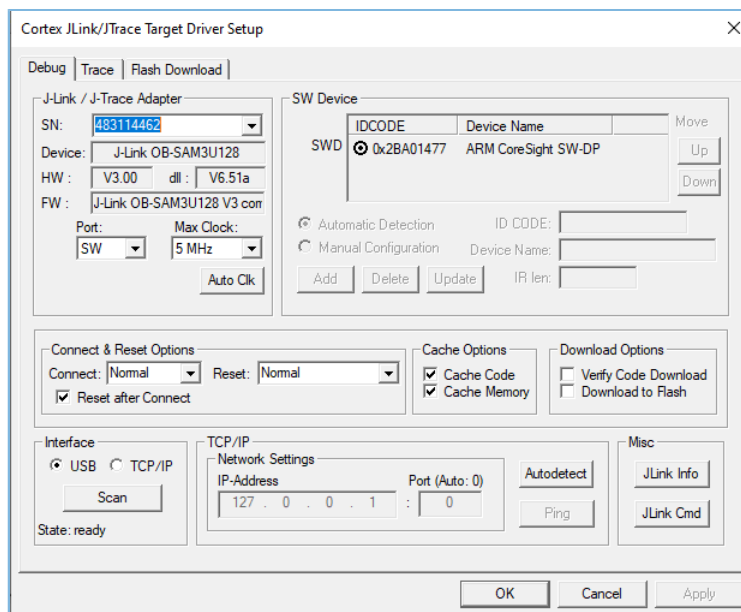 Cortex JLink/JTrace Target Driver Setup
Debug Trace Flash Download
J-Link / J-Trace Adapter
SN: 483114462
Device: J-Link OB-SAM3U128
HW : V3.00 dll : V6.51a
FW : J-Link OB-SAM3U128 V3 com
Port: Max Clock:
SW 5 MHz
Auto Clk
SW Device
IDCODE Device Name Move
SWD 0x2BA01477 ARM CoreSight SW-DP Up
Down
Automatic Detection ID CODE:
Manual Configuration Device Name:
Add Delete Update IR len:
Connect & Reset Options
Connect: Normal Reset: Normal
Reset after Connect
Cache Options
Cache Code
Cache Memory
Download Options
Verify Code Download
Download to Flash
Interface
USB TCP/IP
Scan
State: ready
TCP/IP
Network Settings
IP-Address Port (Auto: 0)
127 . 0 . 0 . 1 : 0
Autodetect
Ping
Misc
JLink Info
JLink Cmd
OK Cancel Apply